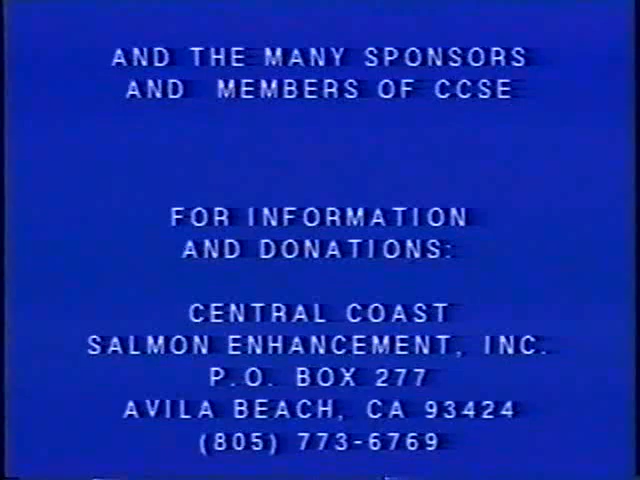 AND THE MANY SPONSORS
AND MEMBERS OF CCSE
FOR INFORMATION
AND DONATIONS:
CENTRAL COAST
SALMON ENHANCEMENT, INC.
P.O. BOX 277
AVILA BEACH, CA 93424
(805) 773-6769